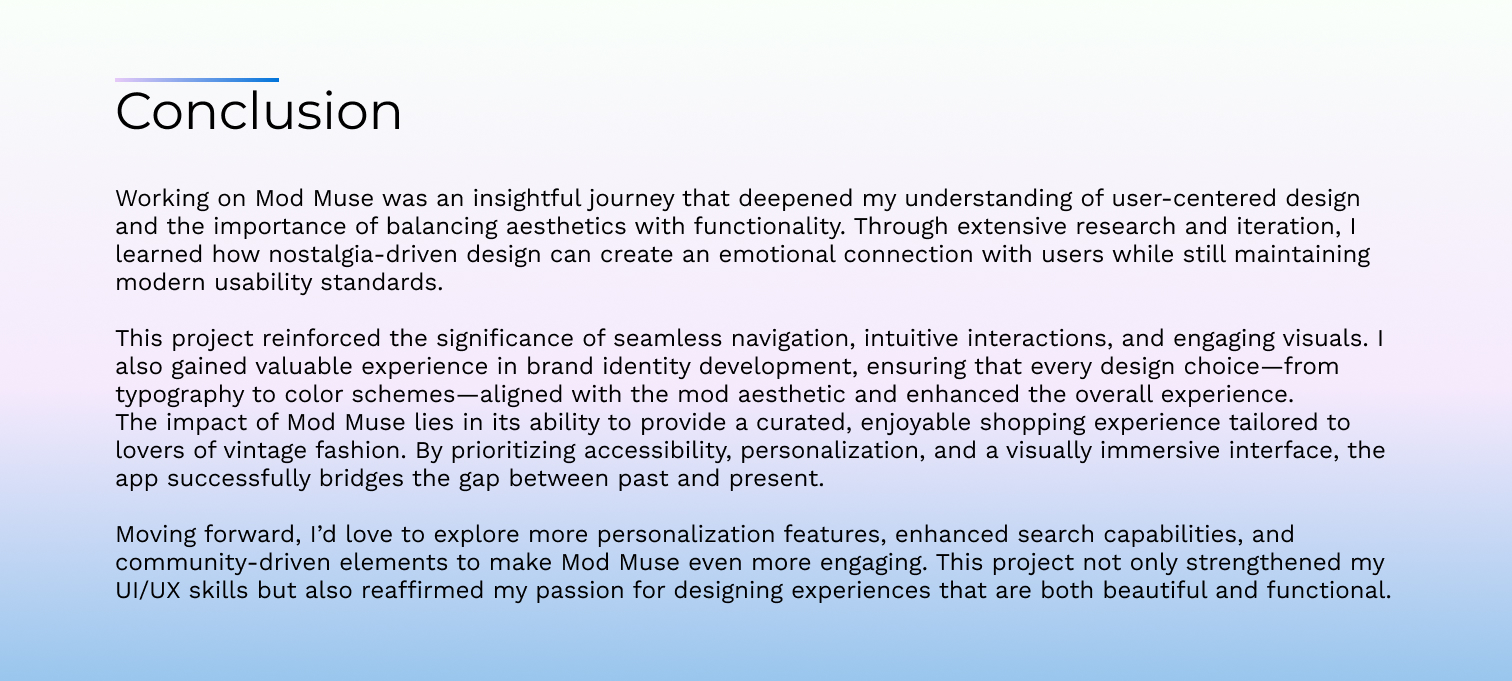 Conclusion
Working on Mod Muse was an insightful journey that deepened my understanding of user-centered design
and the importance of balancing aesthetics with functionality. Through extensive research and iteration, I
learned how nostalgia-driven design can create an emotional connection with users while still maintaining
modern usability standards.
This project reinforced the significance of seamless navigation, intuitive interactions, and engaging visuals. I
also gained valuable experience in brand identity development, ensuring that every design choice—from
typography to color schemes—aligned with the mod aesthetic and enhanced the overall experience.
The impact of Mod Muse lies in its ability to provide a curated, enjoyable shopping experience tailored to
lovers of vintage fashion. By prioritizing accessibility, personalization, and a visually immersive interface, the
app successfully bridges the gap between past and present.
Moving forward, I’d love to explore more personalization features, enhanced search capabilities, and
community-driven elements to make Mod Muse even more engaging. This project not only strengthened my
UI/UX skills but also reaffirmed my passion for designing experiences that are both beautiful and functional.